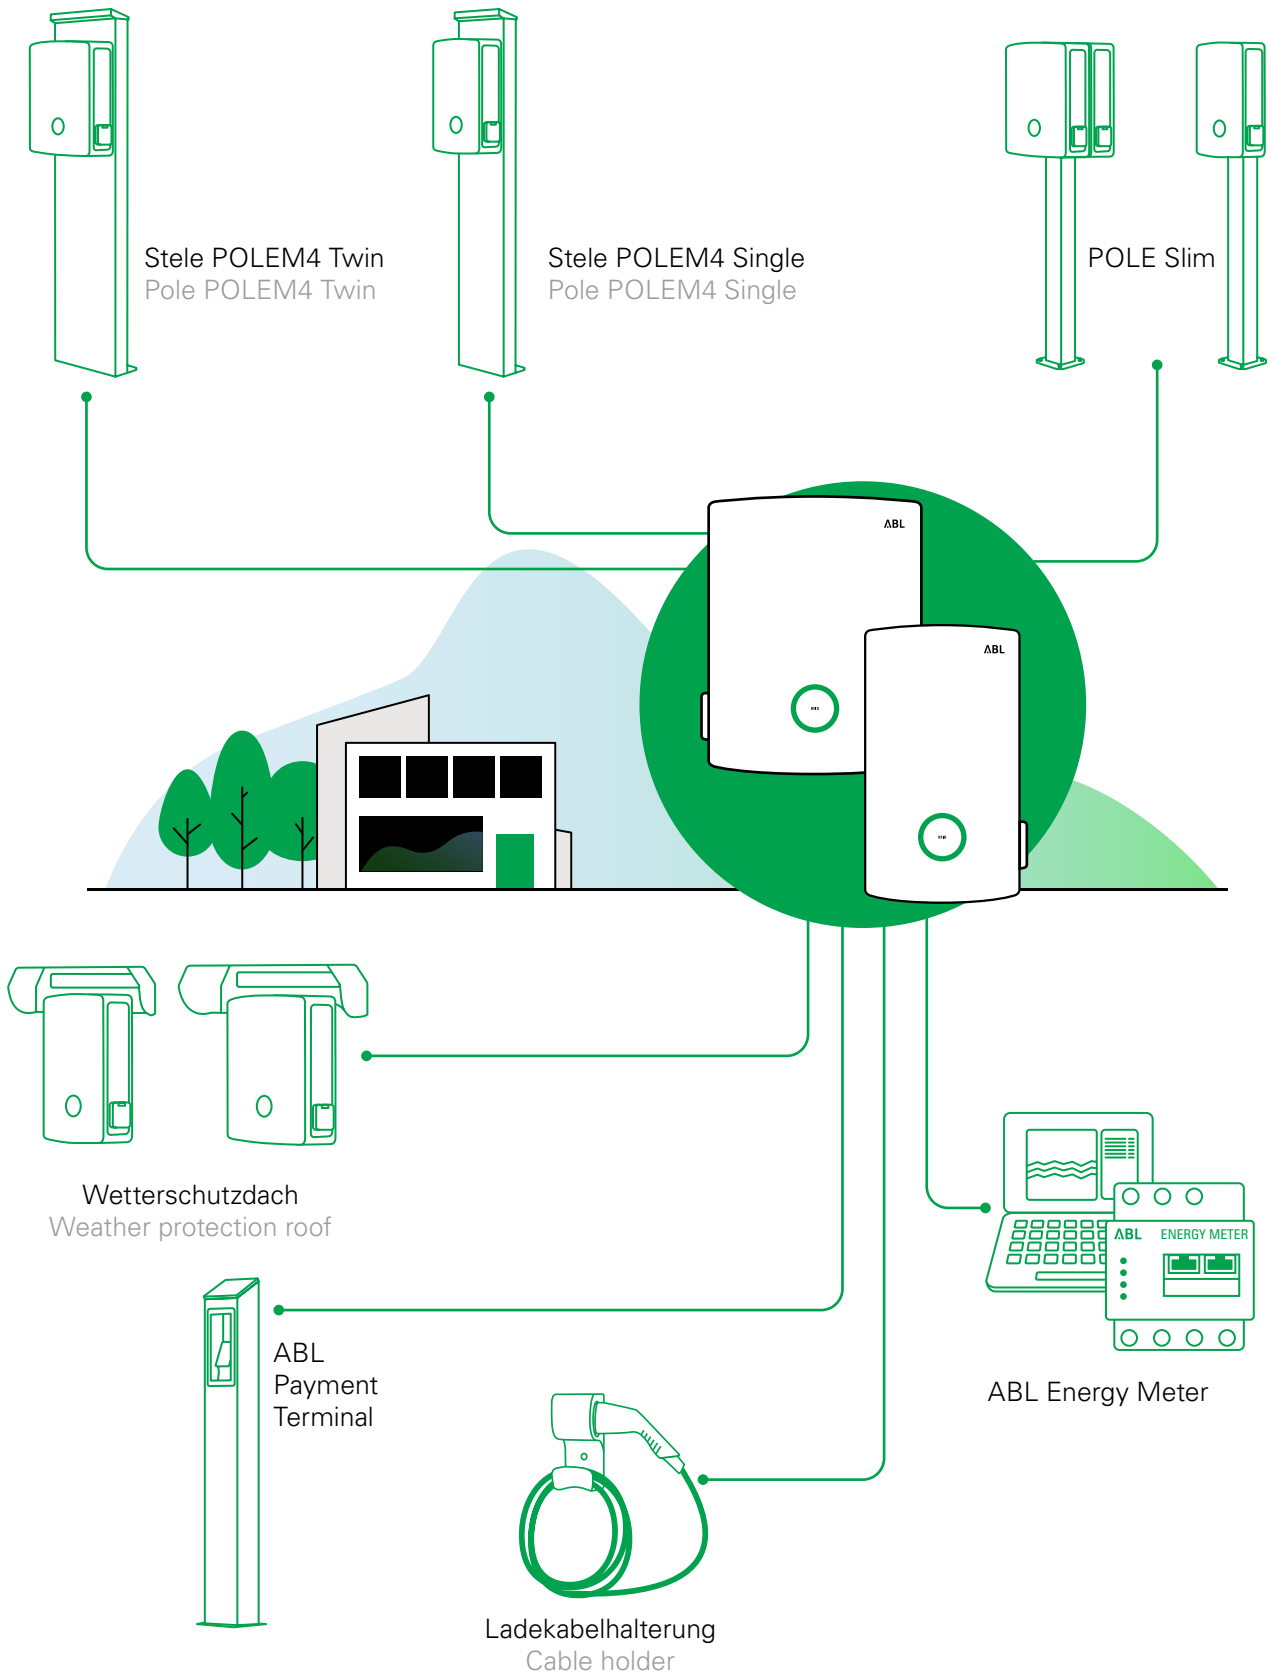 Stele POLEM4 Twin
Pole POLEM4 Twin
Stele POLEM4 Single
Pole POLEM4 Single
POLE Slim
ABL
ABL
Wetterschutzdach
Weather protection roof
ABL
Payment
Terminal
ABL ENERGY METER
ABL Energy Meter
Ladekabelhalterung
Cable holder